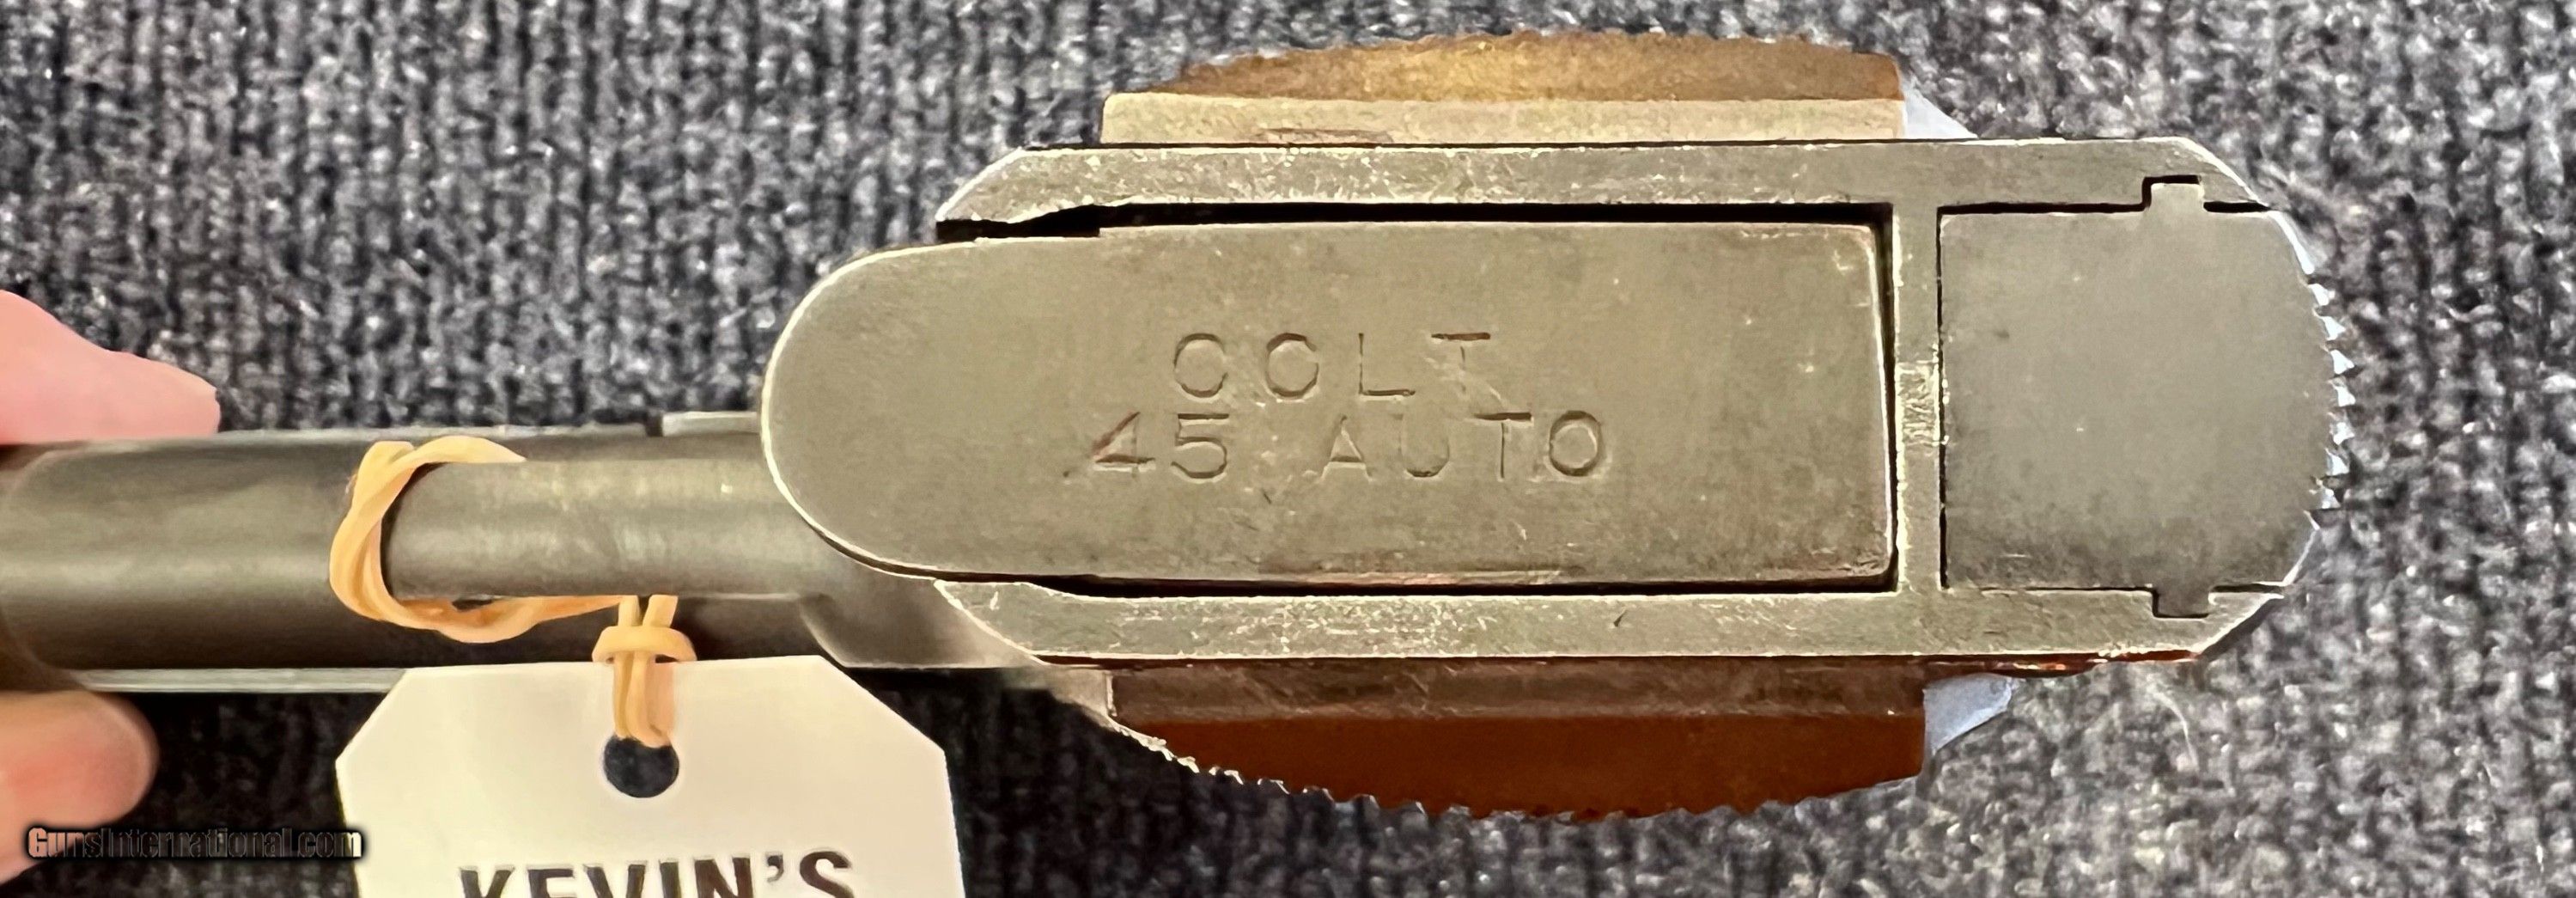 COLT
45 AUTO
KEVIN'S
GunsInternational.com